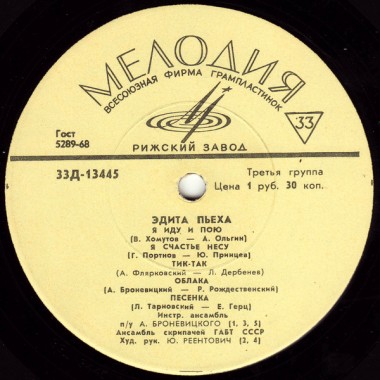 МЕЛОДИЯ
ВСЕСОЮЗНАЯ ФИРМА ГРАМПЛАСТИНОК
33
Гост
5289-68
РИЖСКИЙ ЗАВОД
33Д-13445
Третья группа
Цена 1 руб. 30 коп.
ЭДИТА ПЬЕХА
Я ИДУ И ПОЮ
(В. Хомутов — А. Ольгин)
Я СЧАСТЬЕ НЕСУ
(Г. Портнов — Ю. Принцев)
ТИК-ТАК
(А. Флярковский — Л. Дербенев)
ОБЛАКА
(А. Броневицкий — Р. Рождественский)
ПЕСЕНКА
(Л. Тарновский — Е. Герц)
Инстр. ансамбль
п/у А. БРОНЕВИЦКОГО (1, 3, 5)
Ансамбль скрипачей ГАБТ СССР
Худ. рук. Ю. РЕЕНТОВИЧ (2, 4)